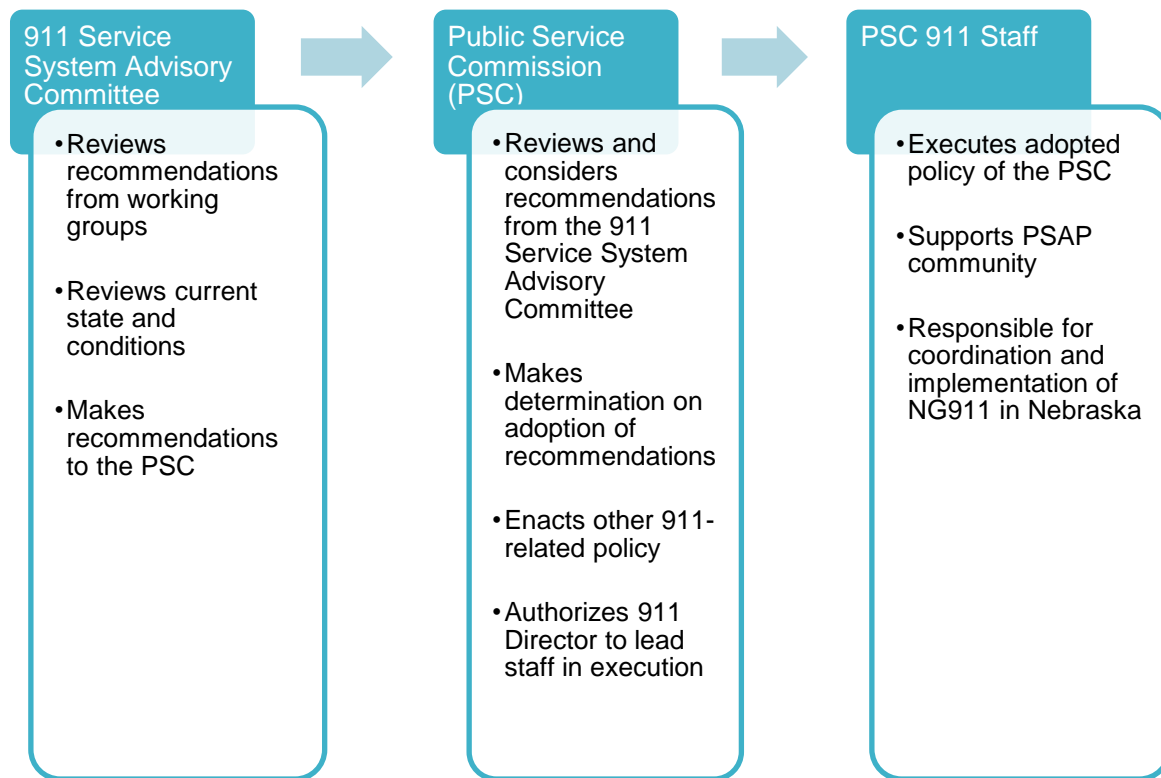 911 Service
System Advisory
Committee
•Reviews
recommendations
from working
groups
•Reviews current
state and
conditions
•Makes
recommendations
to the PSC
Public Service
Commission
(PSC)
•Reviews and
considers
recommendations
from the 911
Service System
Advisory
Committee
•Makes
determination on
adoption of
recommendations
•Enacts other 911-
related policy
•Authorizes 911
Director to lead
staff in execution
PSC 911 Staff
•Executes adopted
policy of the PSC
•Supports PSAP
community
•Responsible for
coordination and
implementation of
NG911 in Nebraska